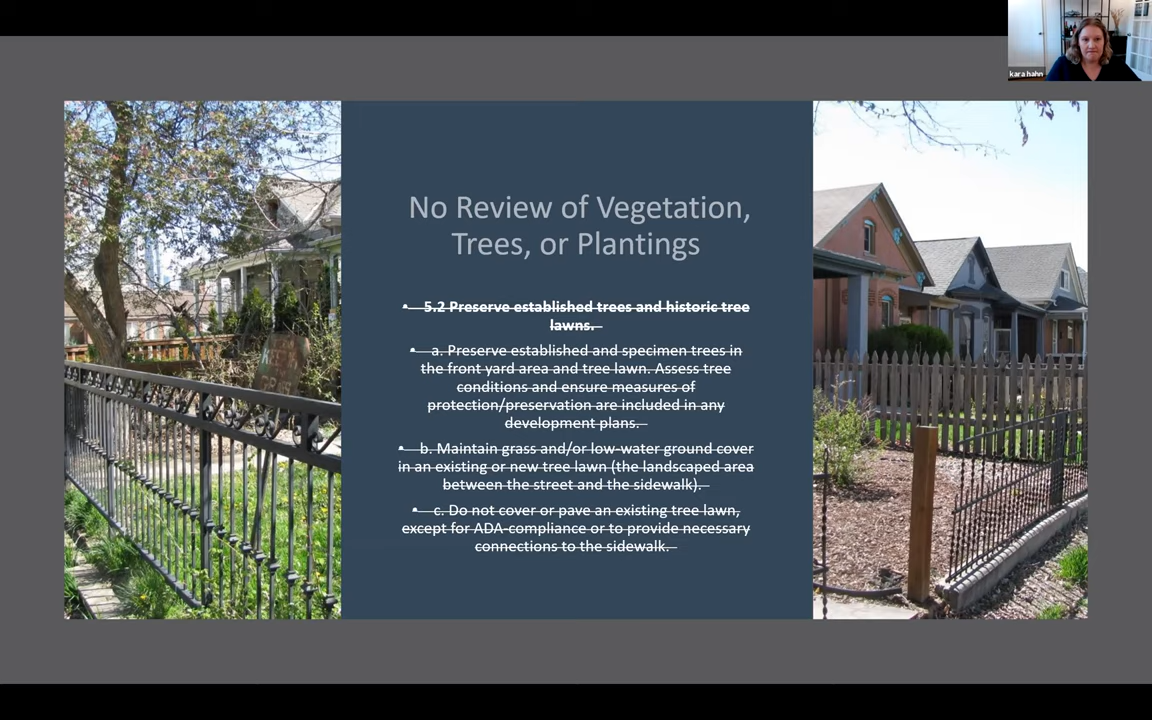 kara hahn
No Review of Vegetation,
Trees, or Plantings
• 5.2 Preserve established trees and historic tree
lawns.
• a. Preserve established and specimen trees in
the front yard area and tree lawn. Assess tree
conditions and ensure measures of
protection/preservation are included in any
development plans.
• b. Maintain grass and/or low-water ground cover
in an existing or new tree lawn (the landscaped area
between the street and the sidewalk).
• c. Do not cover or pave an existing tree lawn,
except for ADA-compliance or to provide necessary
connections to the sidewalk.